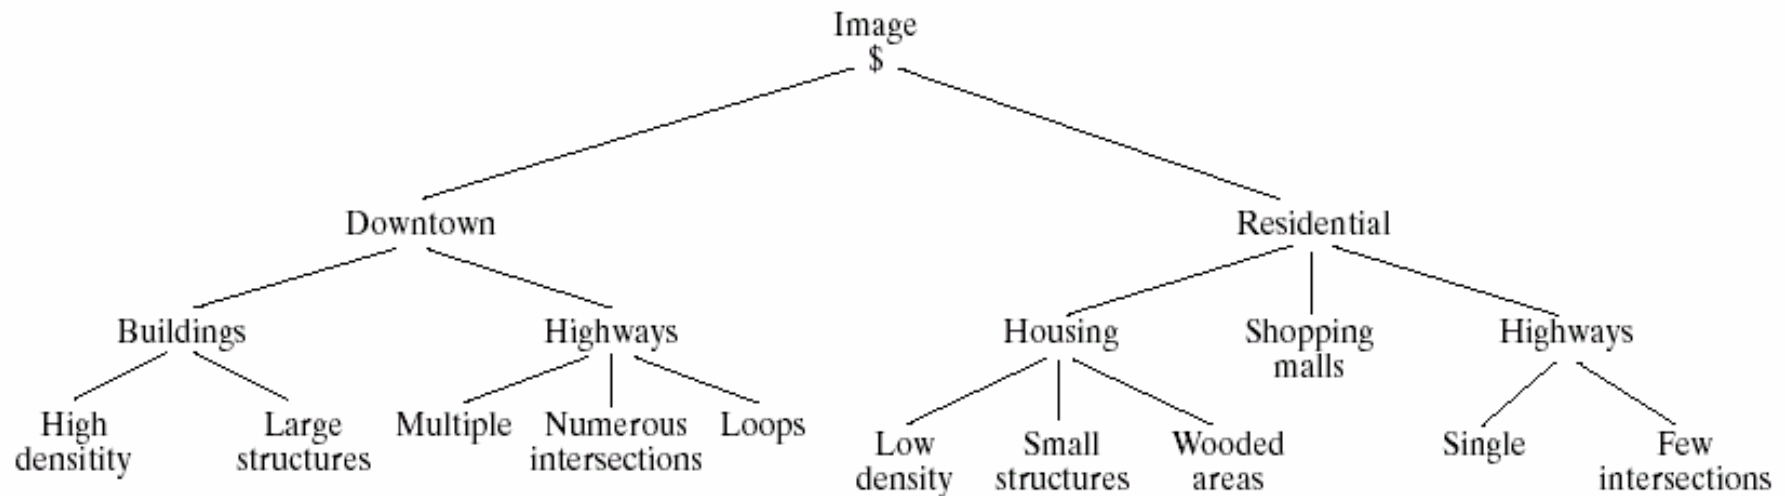 Image
$
Downtown
Residential
Buildings
Highways
Housing
Shopping
malls
Highways
High
densitity
Large
structures
Multiple
Numerous
intersections
Loops
Low
density
Small
structures
Wooded
areas
Single
Few
intersections